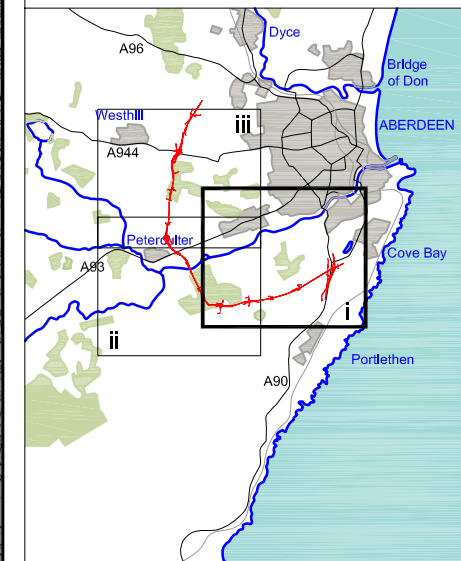 Dyce
A96
Bridge
of Don
Westhill
iii
ABERDEEN
A944
Peterculter
Cove Bay
A93
i
ii
Portlethen
A90